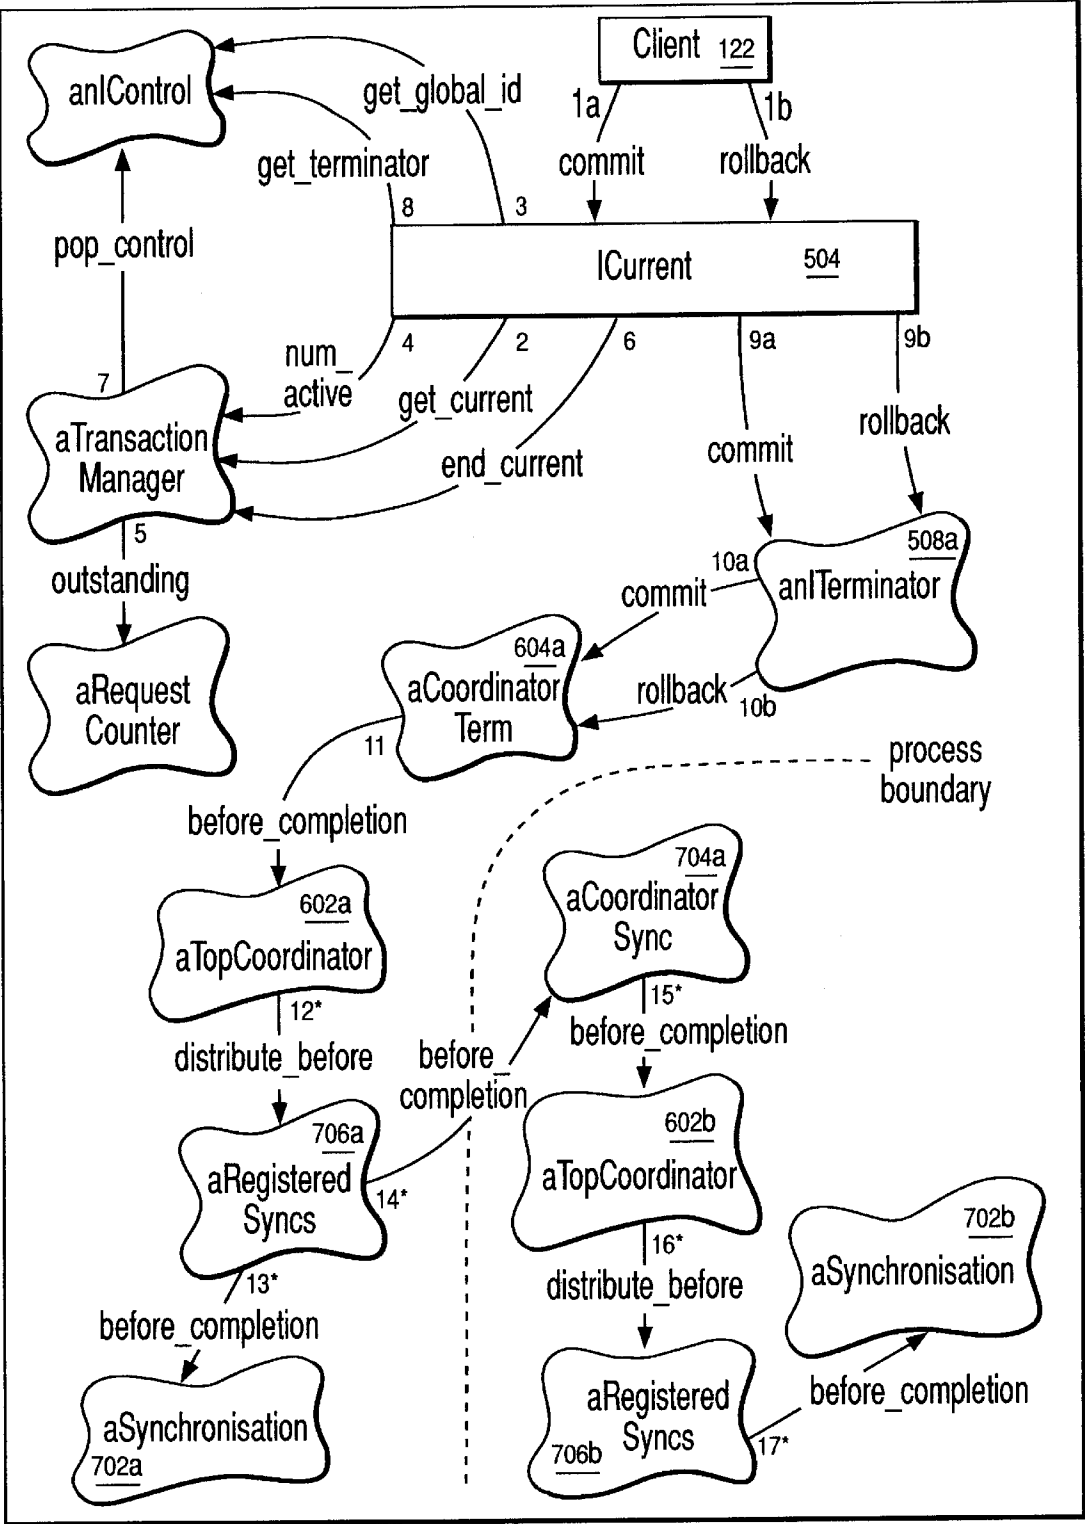 Client 122
anIControl
get_global_id
1a
1b
get_terminator
commit
rollback
8
3
pop_control
ICurrent 504
4
2
6
9a
9b
num_
active
7
get_current
rollback
aTransaction
Manager
end_current
commit
5
508a
10a
anITerminator
outstanding
commit
604a
aRequest
Counter
aCoordinator
Term
rollback
10b
11
process
boundary
before_completion
704a
602a
aCoordinator
Sync
aTopCoordinator
12*
15*
before_completion
distribute_before
before_
completion
706a
602b
aRegistered
Syncs
14*
aTopCoordinator
702b
16*
13*
aSynchronisation
distribute_before
before_completion
aRegistered
Syncs
before_completion
aSynchronisation
702a
706b
17*